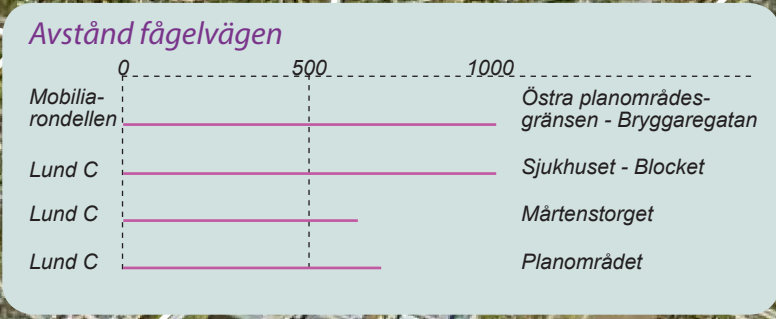 Avstånd fågelvägen
0 500 1000
Mobilia-
rondellen
Östra planområdes-
gränsen - Bryggaregatan
Lund C Sjukhuset - Blocket
Lund C Mårtenstorget
Lund C Planområdet